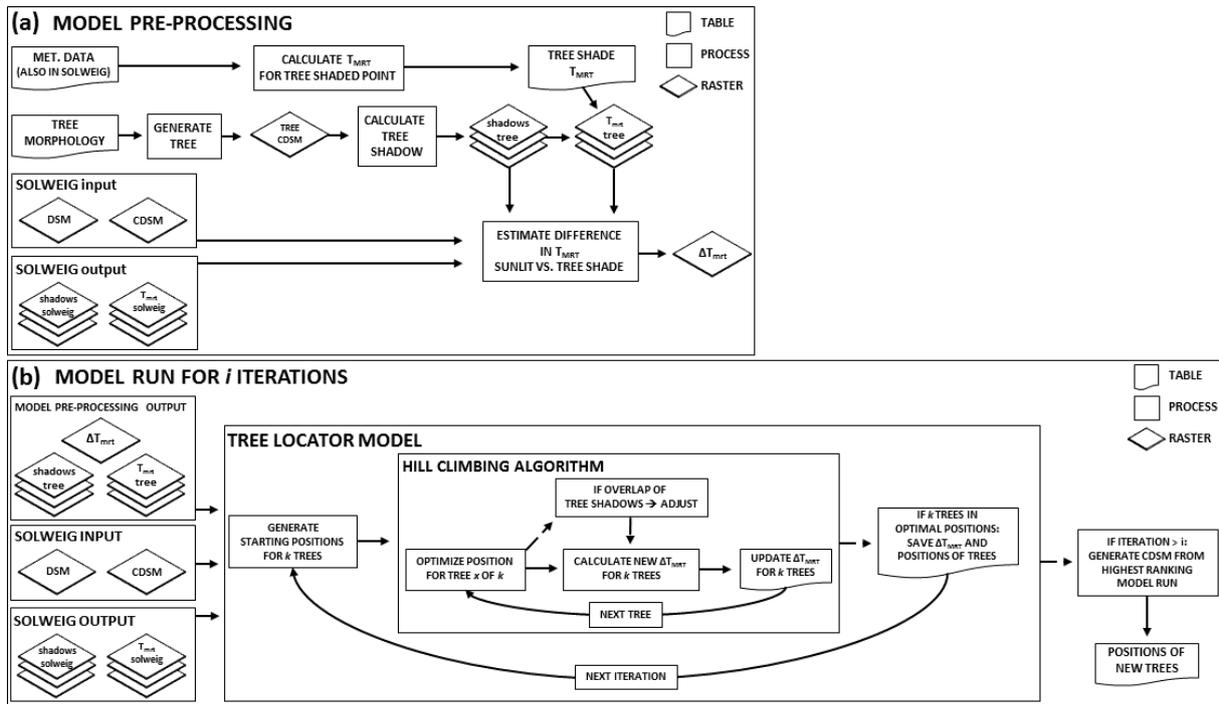 (a) MODEL PRE-PROCESSING
TABLE
PROCESS
RASTER
MET. DATA
(ALSO IN SOLWEIG)
CALCULATE TMRT
FOR TREE SHADED POINT
TREE SHADE
TMRT
TREE
MORPHOLOGY
GENERATE
TREE
TREE
CDSM
CALCULATE
TREE
SHADOW
shadows
tree
Tmrt
tree
SOLWEIG input
DSM
CDSM
ESTIMATE DIFFERENCE
IN TMRT
SUNLIT VS. TREE SHADE
ΔTmrt
SOLWEIG output
shadows
solweig
Tmrt
solweig
(b) MODEL RUN FOR i ITERATIONS
TABLE
PROCESS
RASTER
MODEL PRE-PROCESSING OUTPUT
ΔTmrt
shadows
tree
Tmrt
tree
SOLWEIG INPUT
DSM
CDSM
SOLWEIG OUTPUT
shadows
solweig
Tmrt
solweig
TREE LOCATOR MODEL
GENERATE
STARTING POSITIONS
FOR k TREES
HILL CLIMBING ALGORITHM
IF OVERLAP OF
TREE SHADOWS → ADJUST
OPTIMIZE POSITION
FOR TREE x OF k
CALCULATE NEW ΔTMRT
FOR k TREES
UPDATE ΔTMRT
FOR k TREES
NEXT TREE
NEXT ITERATION
IF k TREES IN
OPTIMAL POSITIONS:
SAVE ΔTMRT AND
POSITIONS OF TREES
IF ITERATION > i:
GENERATE CDSM FROM
HIGHEST RANKING
MODEL RUN
POSITIONS OF
NEW TREES